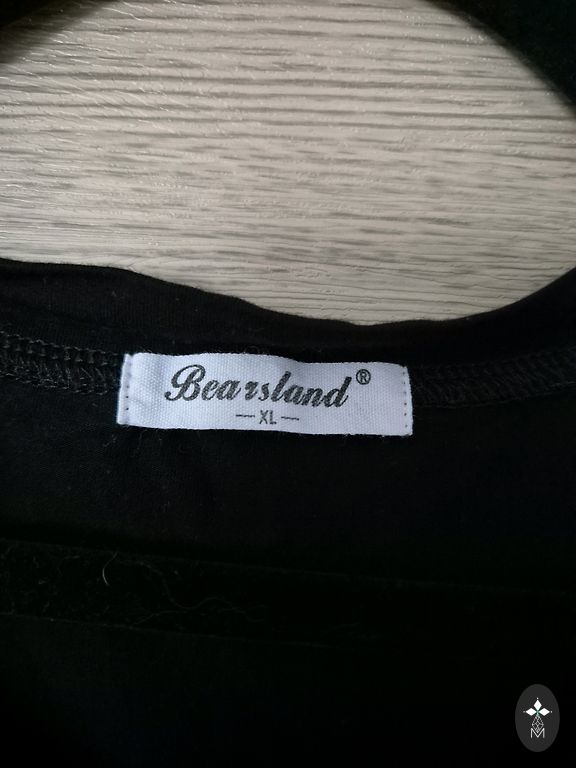 Bearsland®
— XL —
M